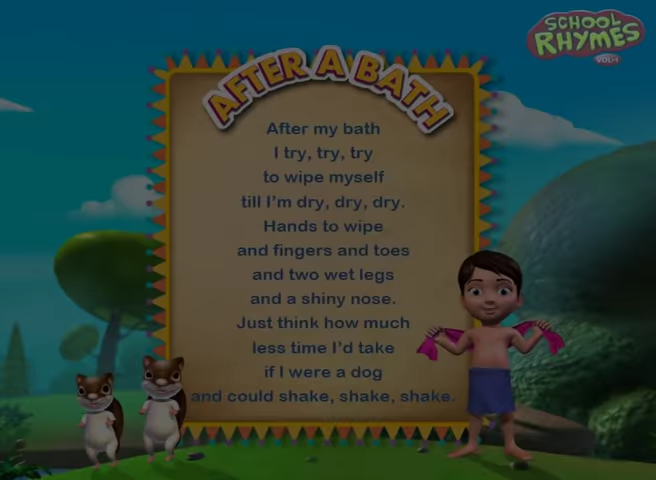 SCHOOL
RHYMES
VOL-1
AFTER A BATH
After my bath
I try, try, try
to wipe myself
till I'm dry, dry, dry.
Hands to wipe
and fingers and toes
and two wet legs
and a shiny nose.
Just think how much
less time I'd take
if I were a dog
and could shake, shake, shake.